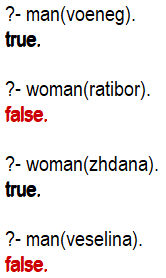 ?- man(voeneg).
true.
?- woman(ratibor).
false.
?- woman(zhdana).
true.
?- man(veselina).
false.